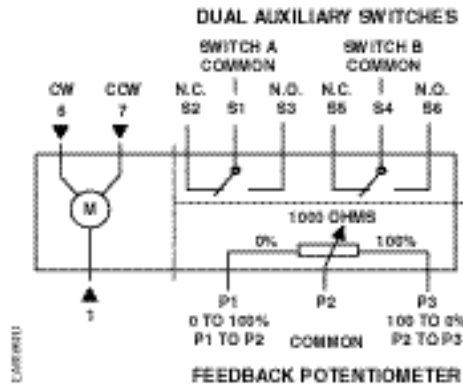 DUAL AUXILIARY SWITCHES
SWITCH A COMMON
SWITCH B COMMON
CW 6
CCW 7
N.C. S2
S1
N.O. S3
N.C. S5
S4
N.O. S6
M
1000 OHMS
0%
100%
1
P1
0 TO 100%
P1 TO P2
P2
COMMON
P3
100 TO 0%
P2 TO P3
FEEDBACK POTENTIOMETER